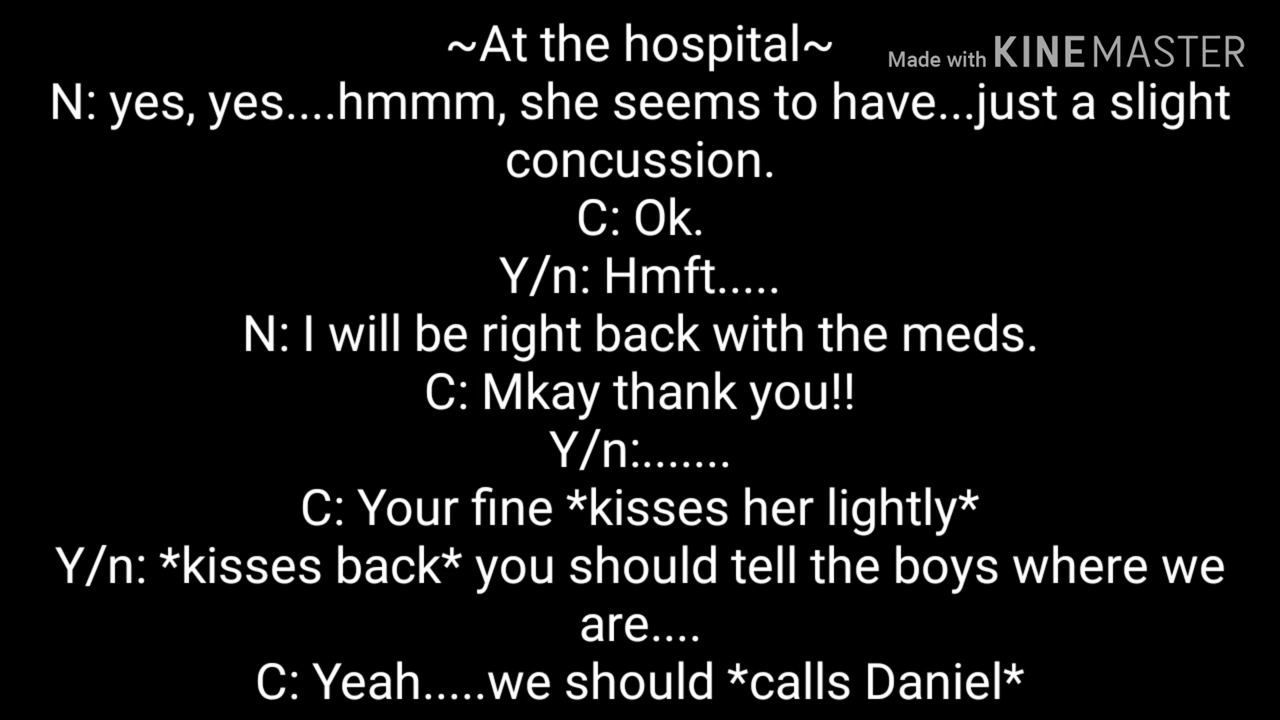 ~At the hospital~
Made with KINEMASTER
N: yes, yes....hmmm, she seems to have...just a slight
concussion.
C: Ok.
Y/n: Hmft.....
N: I will be right back with the meds.
C: Mkay thank you!!
Y/n:.......
C: Your fine *kisses her lightly*
Y/n: *kisses back* you should tell the boys where we
are....
C: Yeah.....we should *calls Daniel*